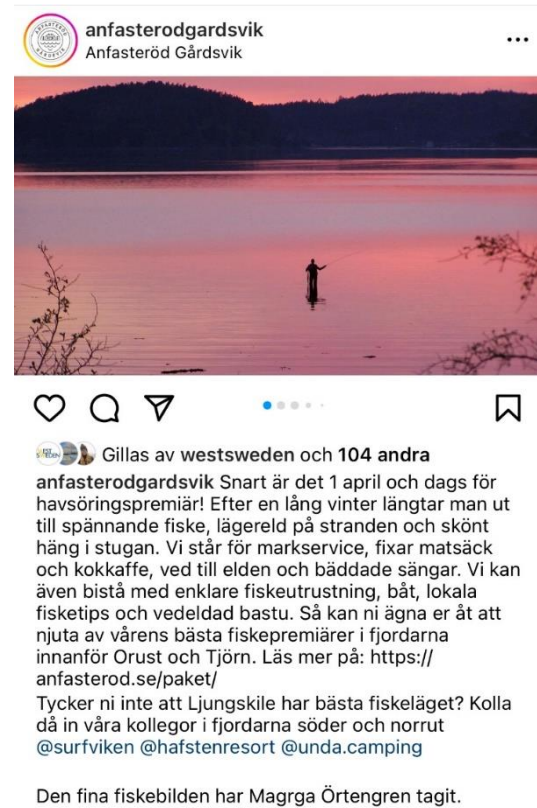 anfasterodgardsvik
Anfasteröd Gårdsvik
Gillas av westsweden och 104 andra
anfasterodgardsvik Snart är det 1 april och dags för
havsöringspremiär! Efter en lång vinter längtar man ut
till spännande fiske, lägereld på stranden och skönt
häng i stugan. Vi står för markservice, fixar matsäck
och kokkaffe, ved till elden och bäddade sängar. Vi kan
även bistå med enklare fiskeutrustning, båt, lokala
fisketips och vedeldad bastu. Så kan ni ägna er åt att
njuta av vårens bästa fiskepremiärer i fjordarna
innanför Orust och Tjörn. Läs mer på: https://
anfasterod.se/paket/
Tycker ni inte att Ljungskile har bästa fiskeläget? Kolla
då in våra kollegor i fjordarna söder och norrut
@surfviken @hafstenresort @unda.camping
Den fina fiskebilden har Magrga Örtengren tagit.